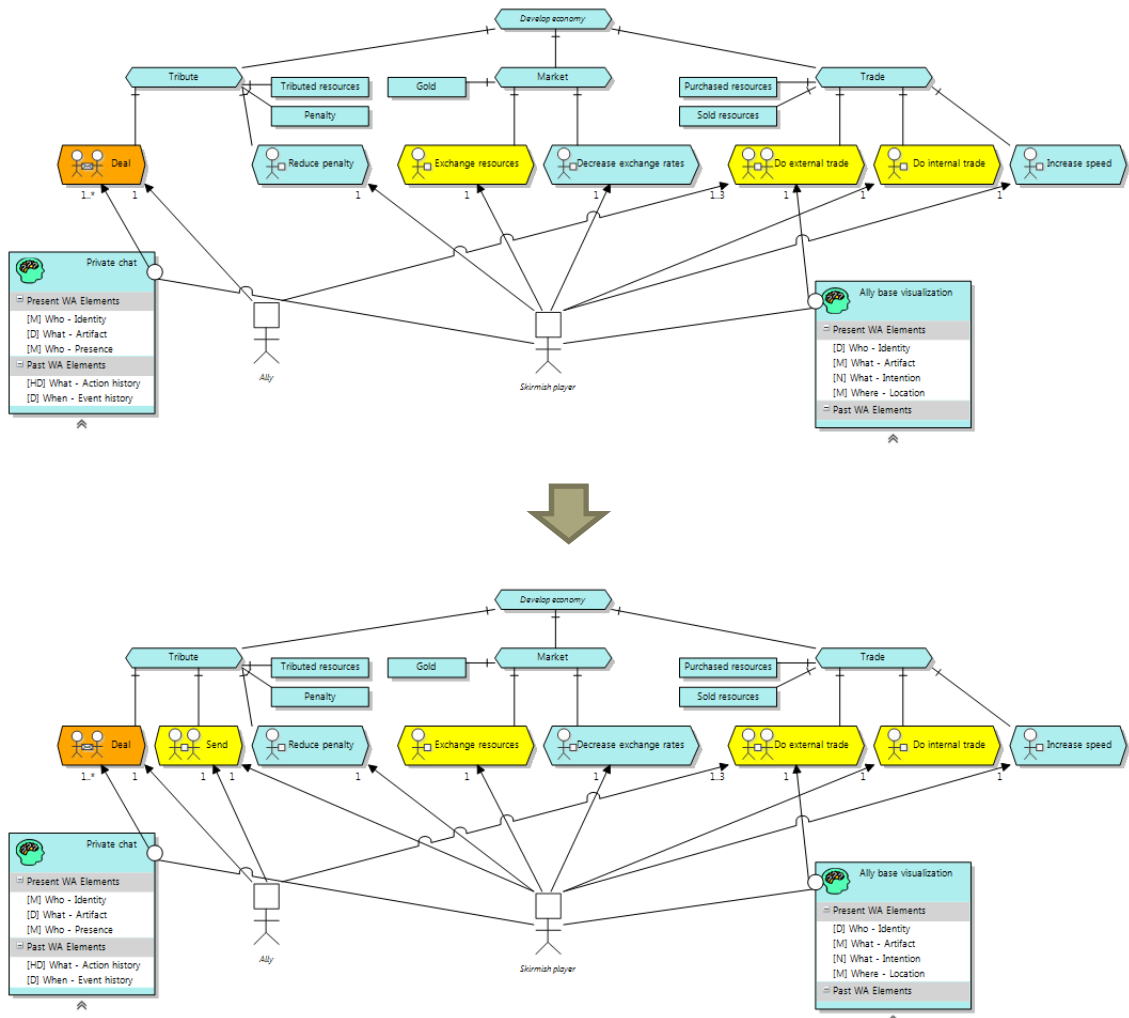 Develop economy
Tribute
Tributed resources
Penalty
Gold
Market
Purchased resources
Sold resources
Trade
Deal
Reduce penalty
Exchange resources
Decrease exchange rates
Do external trade
Do internal trade
Increase speed
1..* 1 1 1 1 1..3 1 1 1
Private chat
Present WA Elements
[M] Who - Identity
[D] What - Artifact
[M] Who - Presence
Past WA Elements
[HD] What - Action history
[D] When - Event history
Ally
Skirmish player
Ally base visualization
Present WA Elements
[D] Who - Identity
[M] What - Artifact
[N] What - Intention
[M] Where - Location
Past WA Elements
Develop economy
Tribute
Tributed resources
Penalty
Gold
Market
Purchased resources
Sold resources
Trade
Deal
Send
Reduce penalty
Exchange resources
Decrease exchange rates
Do external trade
Do internal trade
Increase speed
1..* 1 1 1 1 1 1 1..3 1 1 1
Private chat
Present WA Elements
[M] Who - Identity
[D] What - Artifact
[M] Who - Presence
Past WA Elements
[HD] What - Action history
[D] When - Event history
Ally
Skirmish player
Ally base visualization
Present WA Elements
[D] Who - Identity
[M] What - Artifact
[N] What - Intention
[M] Where - Location
Past WA Elements